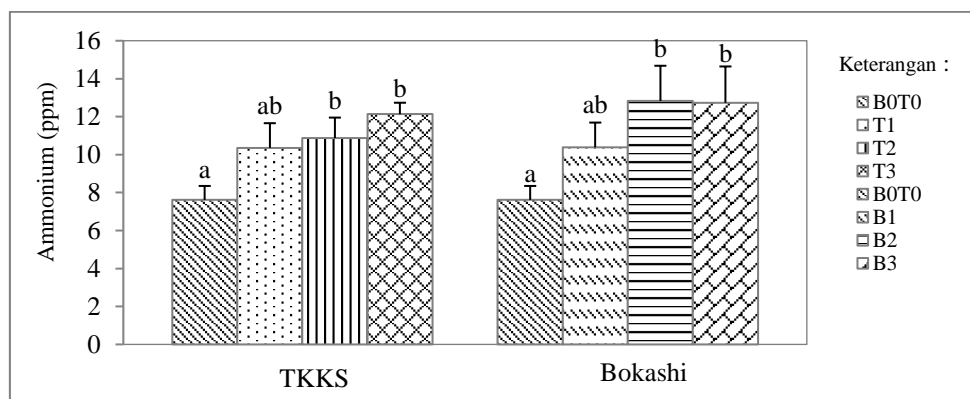 16
14
12
10
8
6
4
2
0
Ammonium (ppm)
a
ab
b
b
a
ab
b
b
TKKS
Bokashi
Keterangan :
B0T0
T1
T2
T3
B0T0
B1
B2
B3